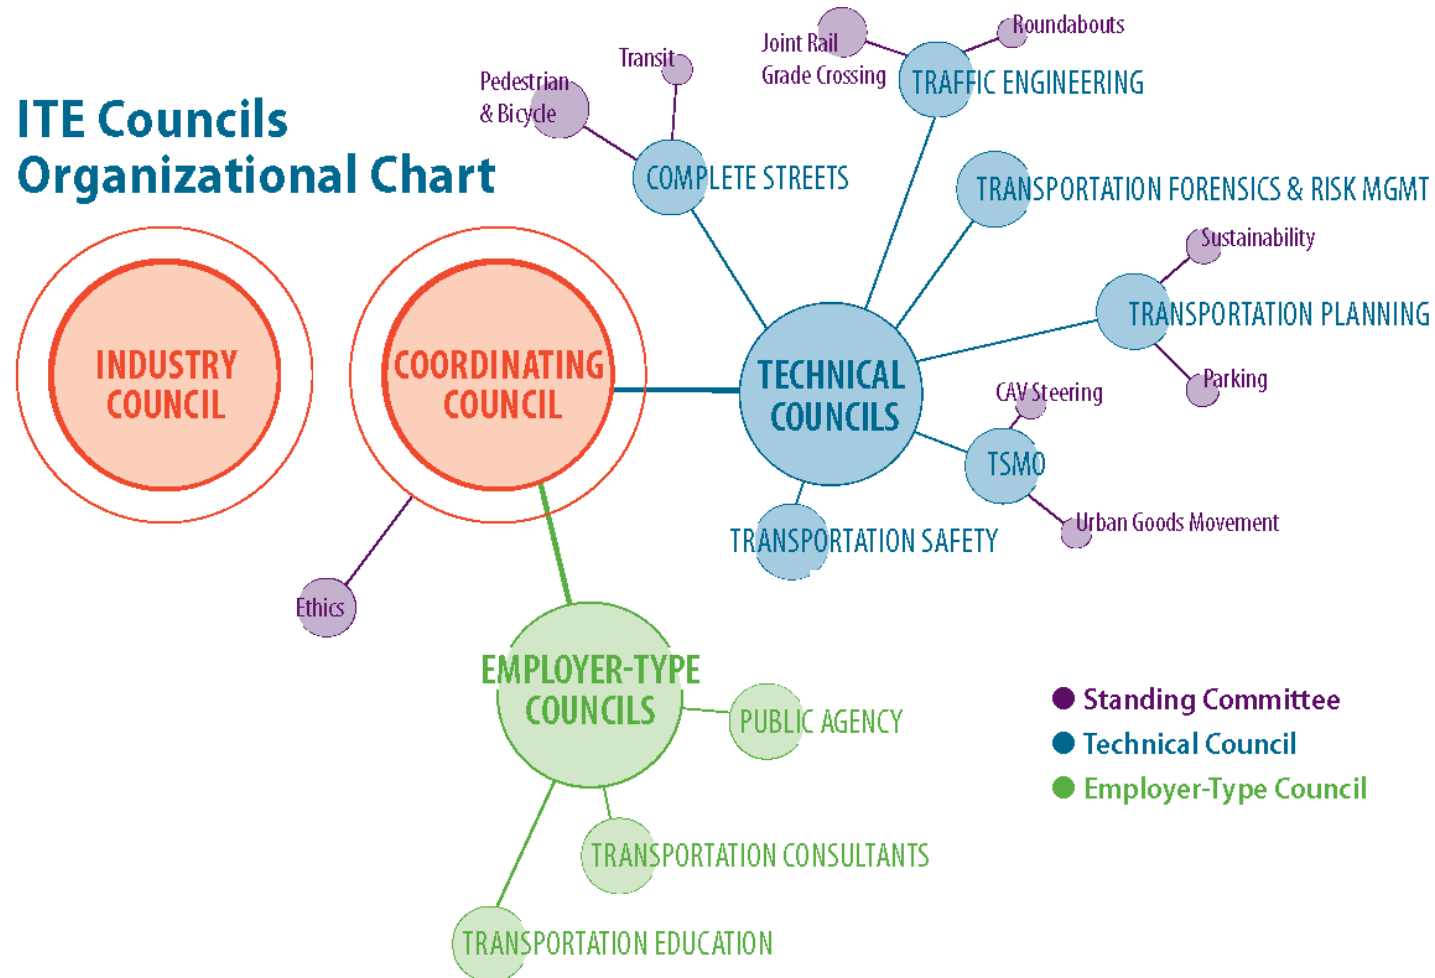 ITE Councils
Organizational Chart
Pedestrian
& Bicycle
Transit
Joint Rail
Grade Crossing
Roundabouts
TRAFFIC ENGINEERING
COMPLETE STREETS
TRANSPORTATION FORENSICS & RISK MGMT
Sustainability
TRANSPORTATION PLANNING
Parking
INDUSTRY
COUNCIL
COORDINATING
COUNCIL
TECHNICAL
COUNCILS
CAV Steering
TSMO
Urban Goods Movement
TRANSPORTATION SAFETY
Ethics
EMPLOYER-TYPE
COUNCILS
PUBLIC AGENCY
TRANSPORTATION CONSULTANTS
TRANSPORTATION EDUCATION
Standing Committee
Technical Council
Employer-Type Council